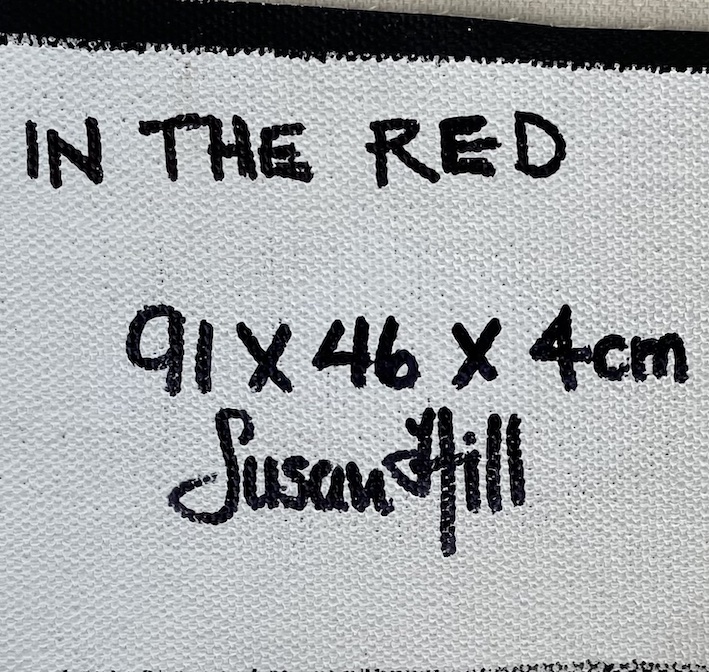 IN THE RED
91 X 46 X 4cm
Susan Hill